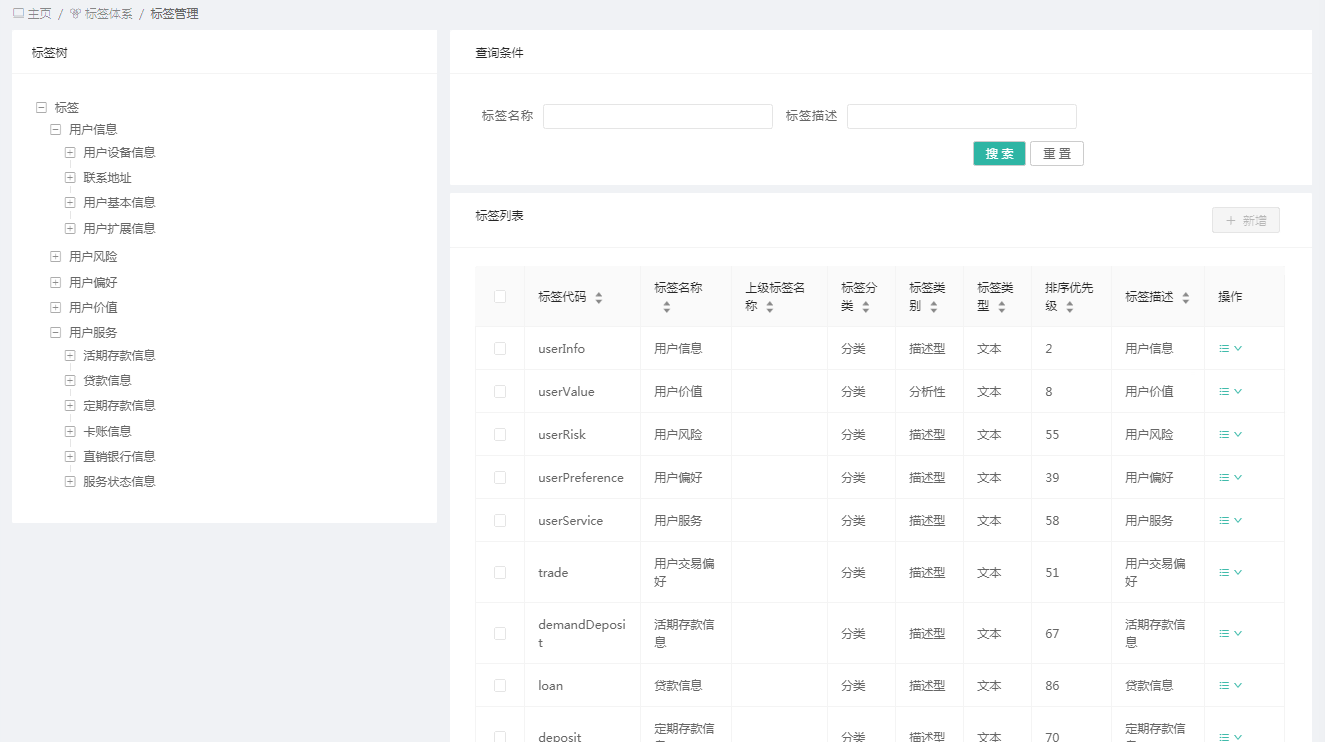 主页 / 标签体系 / 标签管理
标签树
标签
用户信息
用户设备信息
联系地址
用户基本信息
用户扩展信息
用户风险
用户偏好
用户价值
用户服务
活期存款信息
贷款信息
定期存款信息
卡账信息
直销银行信息
服务状态信息
查询条件
标签名称 标签描述
搜 索 重 置
标签列表
+ 新增
标签代码 标签名称 上级标签名称 标签分类 标签类别 标签类型 排序优先级 标签描述 操作
userInfo 用户信息 分类 描述型 文本 2 用户信息
userValue 用户价值 分类 分析性 文本 8 用户价值
userRisk 用户风险 分类 描述型 文本 55 用户风险
userPreference 用户偏好 分类 描述型 文本 39 用户偏好
userService 用户服务 分类 描述型 文本 58 用户服务
trade 用户交易偏好 分类 描述型 文本 51 用户交易偏好
demandDeposit 活期存款信息 分类 描述型 文本 67 活期存款信息
loan 贷款信息 分类 描述型 文本 86 贷款信息
deposit 定期存款信 分类 描述型 文本 70 定期存款信